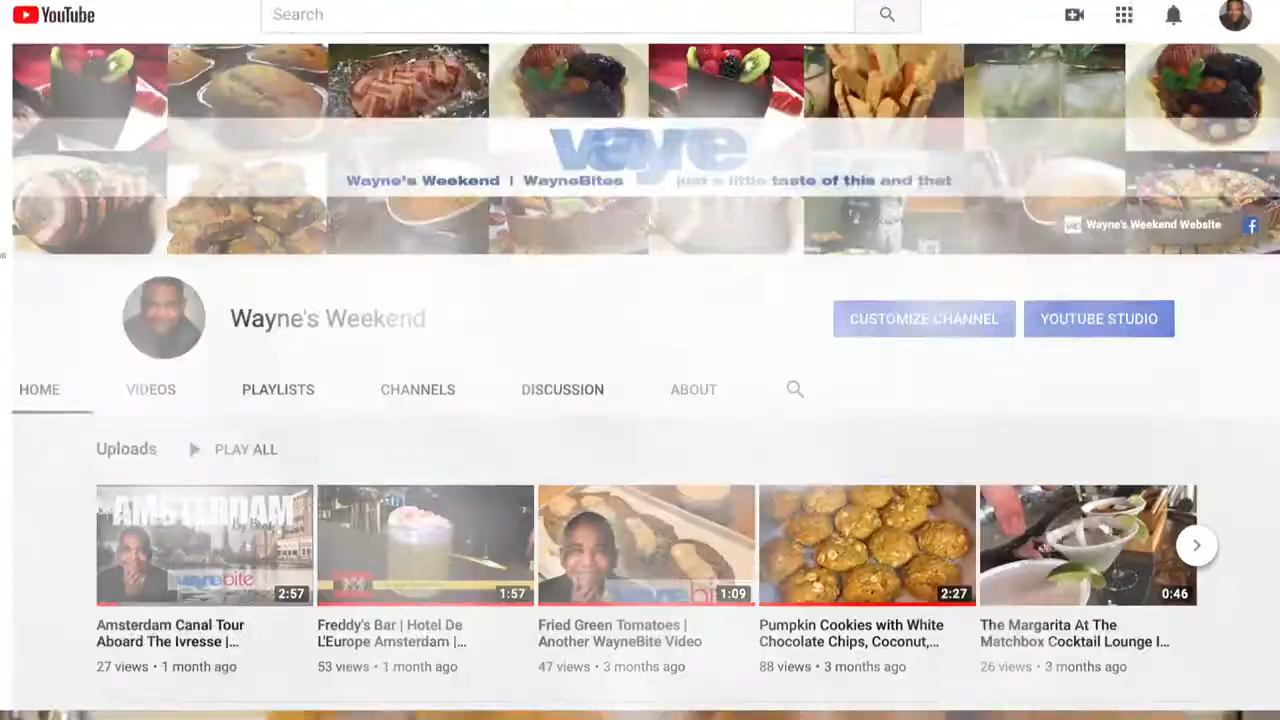 YouTube
Search
waye
Wayne's Weekend | WayneBites just a little taste of this and that
Wayne's Weekend Website
Wayne's Weekend
CUSTOMIZE CHANNEL
YOUTUBE STUDIO
HOME
VIDEOS
PLAYLISTS
CHANNELS
DISCUSSION
ABOUT
Uploads
PLAY ALL
AMSTERDAM
By Boat
waynebite
2:57
1:57
1:09
2:27
0:46
Amsterdam Canal Tour
Aboard The Ivresse |...
27 views • 1 month ago
Freddy's Bar | Hotel De
L'Europe Amsterdam |...
53 views • 1 month ago
Fried Green Tomatoes |
Another WayneBite Video
47 views • 3 months ago
Pumpkin Cookies with White
Chocolate Chips, Coconut,...
88 views • 3 months ago
The Margarita At The
Matchbox Cocktail Lounge I...
26 views • 3 months ago